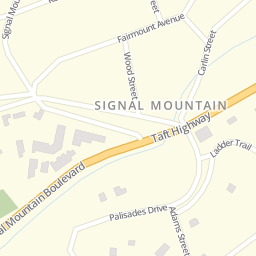 Signal Mountain
Fairmount Avenue
Wood Street
Carlin Street
SIGNAL MOUNTAIN
Taft Highway
Ladder Trail
Mountain Boulevard
Palisades Drive
Adams Street